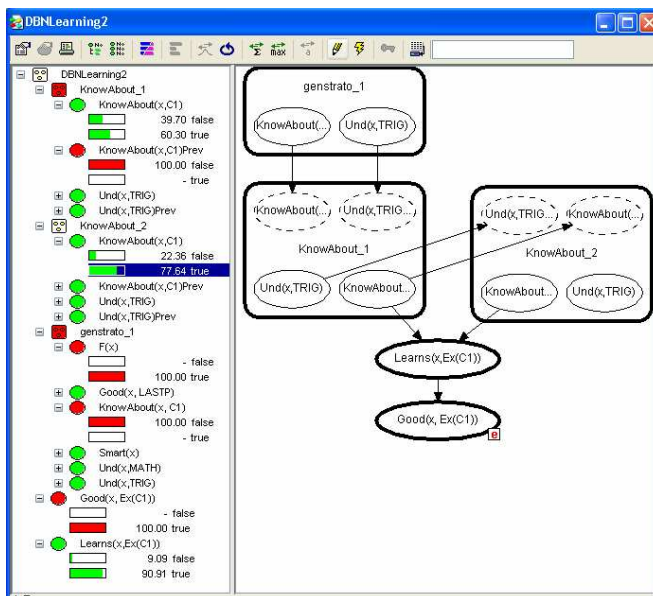 DBNLearning2
DBNLearning2
KnowAbout_1
KnowAbout(x,C1)
39.70 false
60.30 true
KnowAbout(x,C1)Prev
100.00 false
- true
Und(x,TRIG)
Und(x,TRIG)Prev
KnowAbout_2
KnowAbout(x,C1)
22.36 false
77.64 true
KnowAbout(x,C1)Prev
Und(x,TRIG)
Und(x,TRIG)Prev
genstrato_1
F(x)
- false
100.00 true
Good(x, LASTP)
KnowAbout(x, C1)
100.00 false
- true
Smart(x)
Und(x,MATH)
Und(x,TRIG)
Good(x, Ex(C1))
- false
100.00 true
Learns(x,Ex(C1))
9.09 false
90.91 true
genstrato_1
KnowAbout(... Und(x,TRIG)
KnowAbout(... Und(x,TRIG...
KnowAbout_1
Und(x,TRIG) KnowAbout...
Und(x,TRIG... KnowAbout(...
KnowAbout_2
KnowAbout... Und(x,TRIG)
Learns(x,Ex(C1))
Good(x, Ex(C1))
e